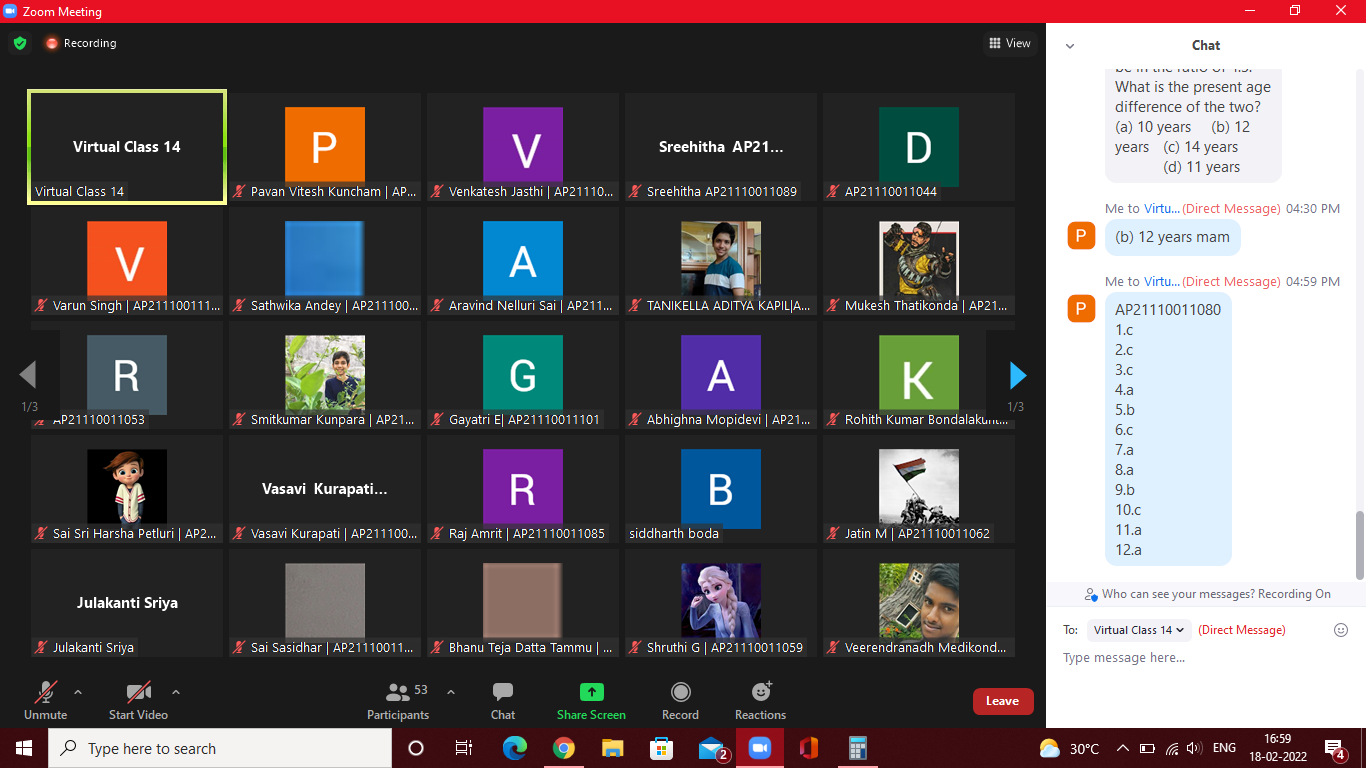 Zoom Meeting
Recording
View
Virtual Class 14
Virtual Class 14
P
Pavan Vitesh Kuncham | AP...
V
Venkatesh Jasthi | AP21110...
Sreehitha AP21...
Sreehitha AP21110011089
D
AP21110011044
V
Varun Singh | AP211100111...
Sathwika Andey | AP211100...
A
Aravind Nelluri Sai | AP211...
TANIKELLA ADITYA KAPIL|A...
Mukesh Thatikonda | AP21...
R
AP21110011053
Smitkumar Kunpara | AP21...
G
Gayatri E| AP21110011101
A
Abhighna Mopidevi | AP21...
K
Rohith Kumar Bondalakunt...
1/3
1/3
Sai Sri Harsha Petluri | AP2...
Vasavi Kurapati...
Vasavi Kurapati | AP211100...
R
Raj Amrit | AP21110011085
B
siddharth boda
Jatin M | AP21110011062
Julakanti Sriya
Julakanti Sriya
Sai Sasidhar | AP21110011...
Bhanu Teja Datta Tammu | ...
Shruthi G | AP21110011059
Veerendranadh Medikond...
Unmute
Start Video
53
Participants
Chat
Share Screen
Record
Reactions
Leave
Chat
be in the ratio of 4:3.
What is the present age
difference of the two?
(a) 10 years (b) 12
years (c) 14 years
(d) 11 years
Me to Virtu... (Direct Message) 04:30 PM
P
(b) 12 years mam
Me to Virtu... (Direct Message) 04:59 PM
P
AP21110011080
1.c
2.c
3.c
4.a
5.b
6.c
7.a
8.a
9.b
10.c
11.a
12.a
Who can see your messages? Recording On
To: Virtual Class 14 (Direct Message)
Type message here...
Type here to search
2
30°C
ENG
16:59
18-02-2022
4